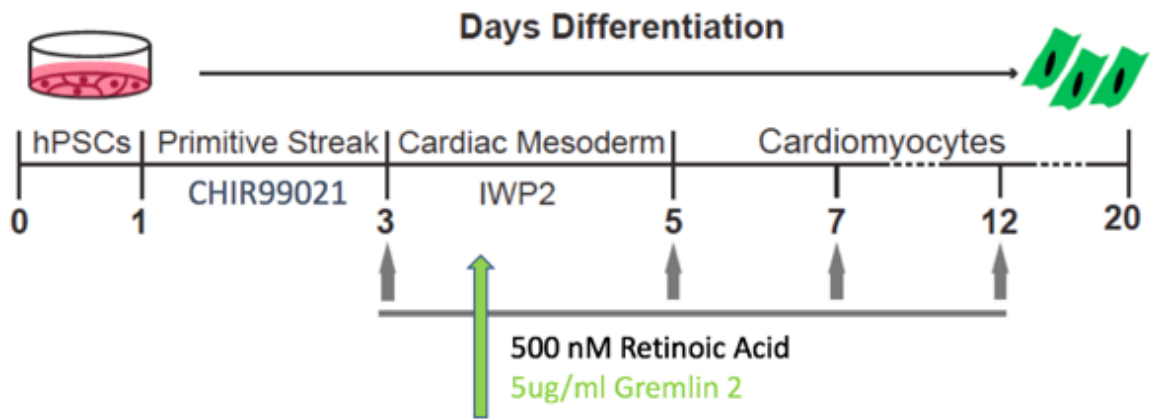 Days Differentiation
hPSCs Primitive Streak Cardiac Mesoderm Cardiomyocytes
CHIR99021 IWP2
0 1 3 5 7 12 20
500 nM Retinoic Acid
5ug/ml Gremlin 2